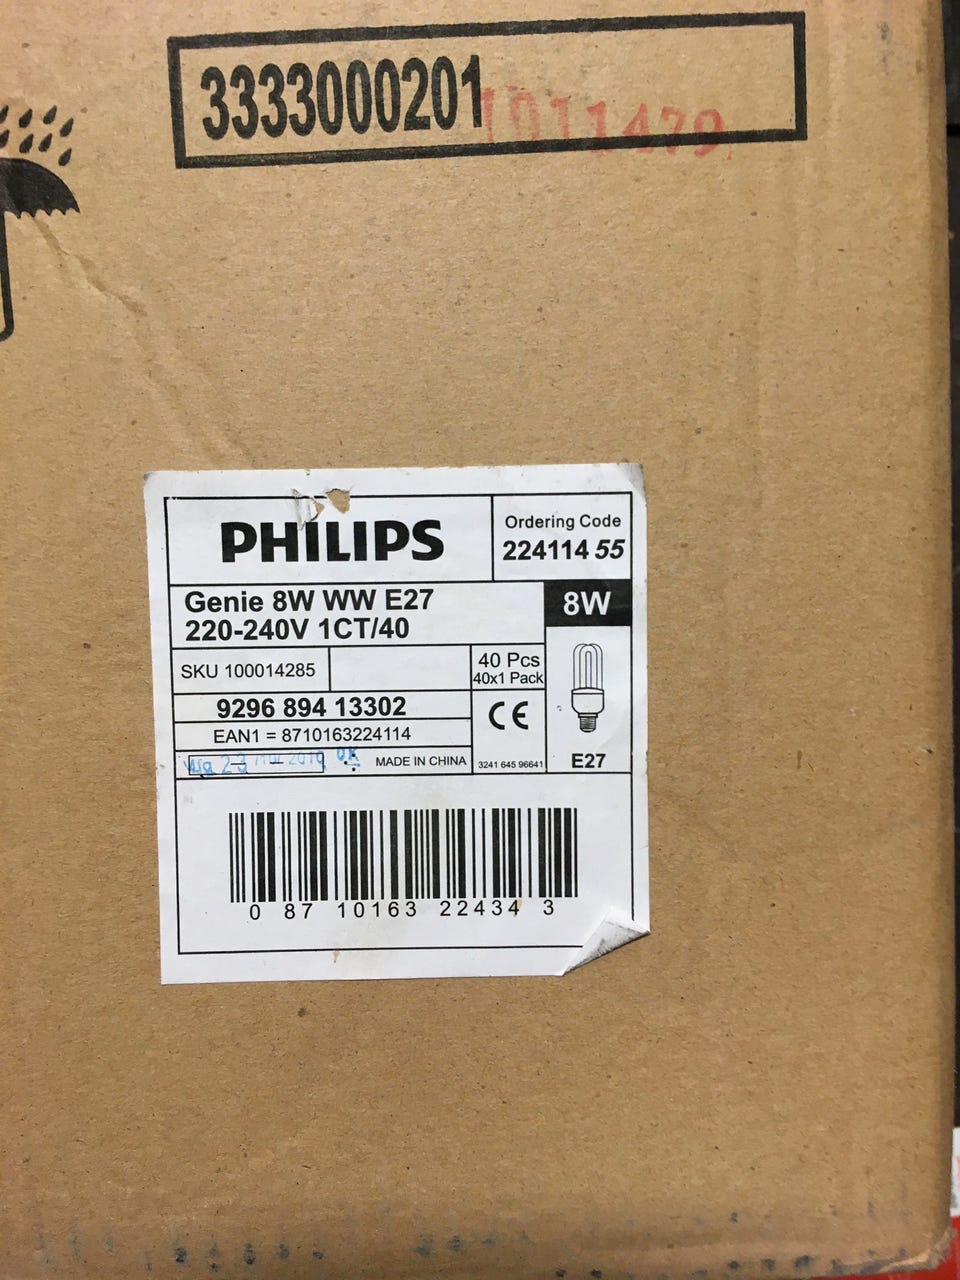 3333000201
1011479
PHILIPS
Ordering Code
224114 55
Genie 8W WW E27
220-240V 1CT/40
8W
SKU 100014285
40 Pcs
40x1 Pack
9296 894 13302
CE
EAN1 = 8710163224114
MADE IN CHINA
3241 645 96641
E27
0 87 10163 22434 3